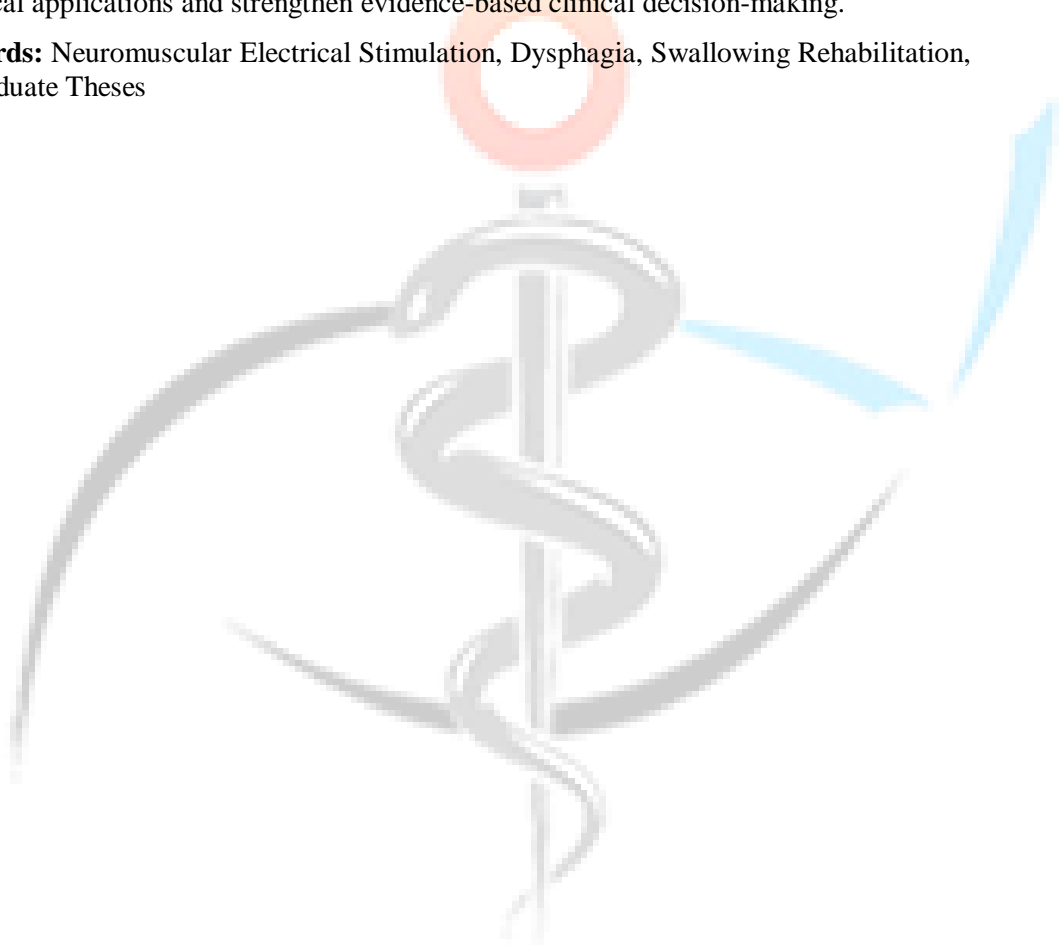 cal applications and strengthen evidence-based clinical decision-making.
rds: Neuromuscular Electrical Stimulation, Dysphagia, Swallowing Rehabilitation,
duate Theses